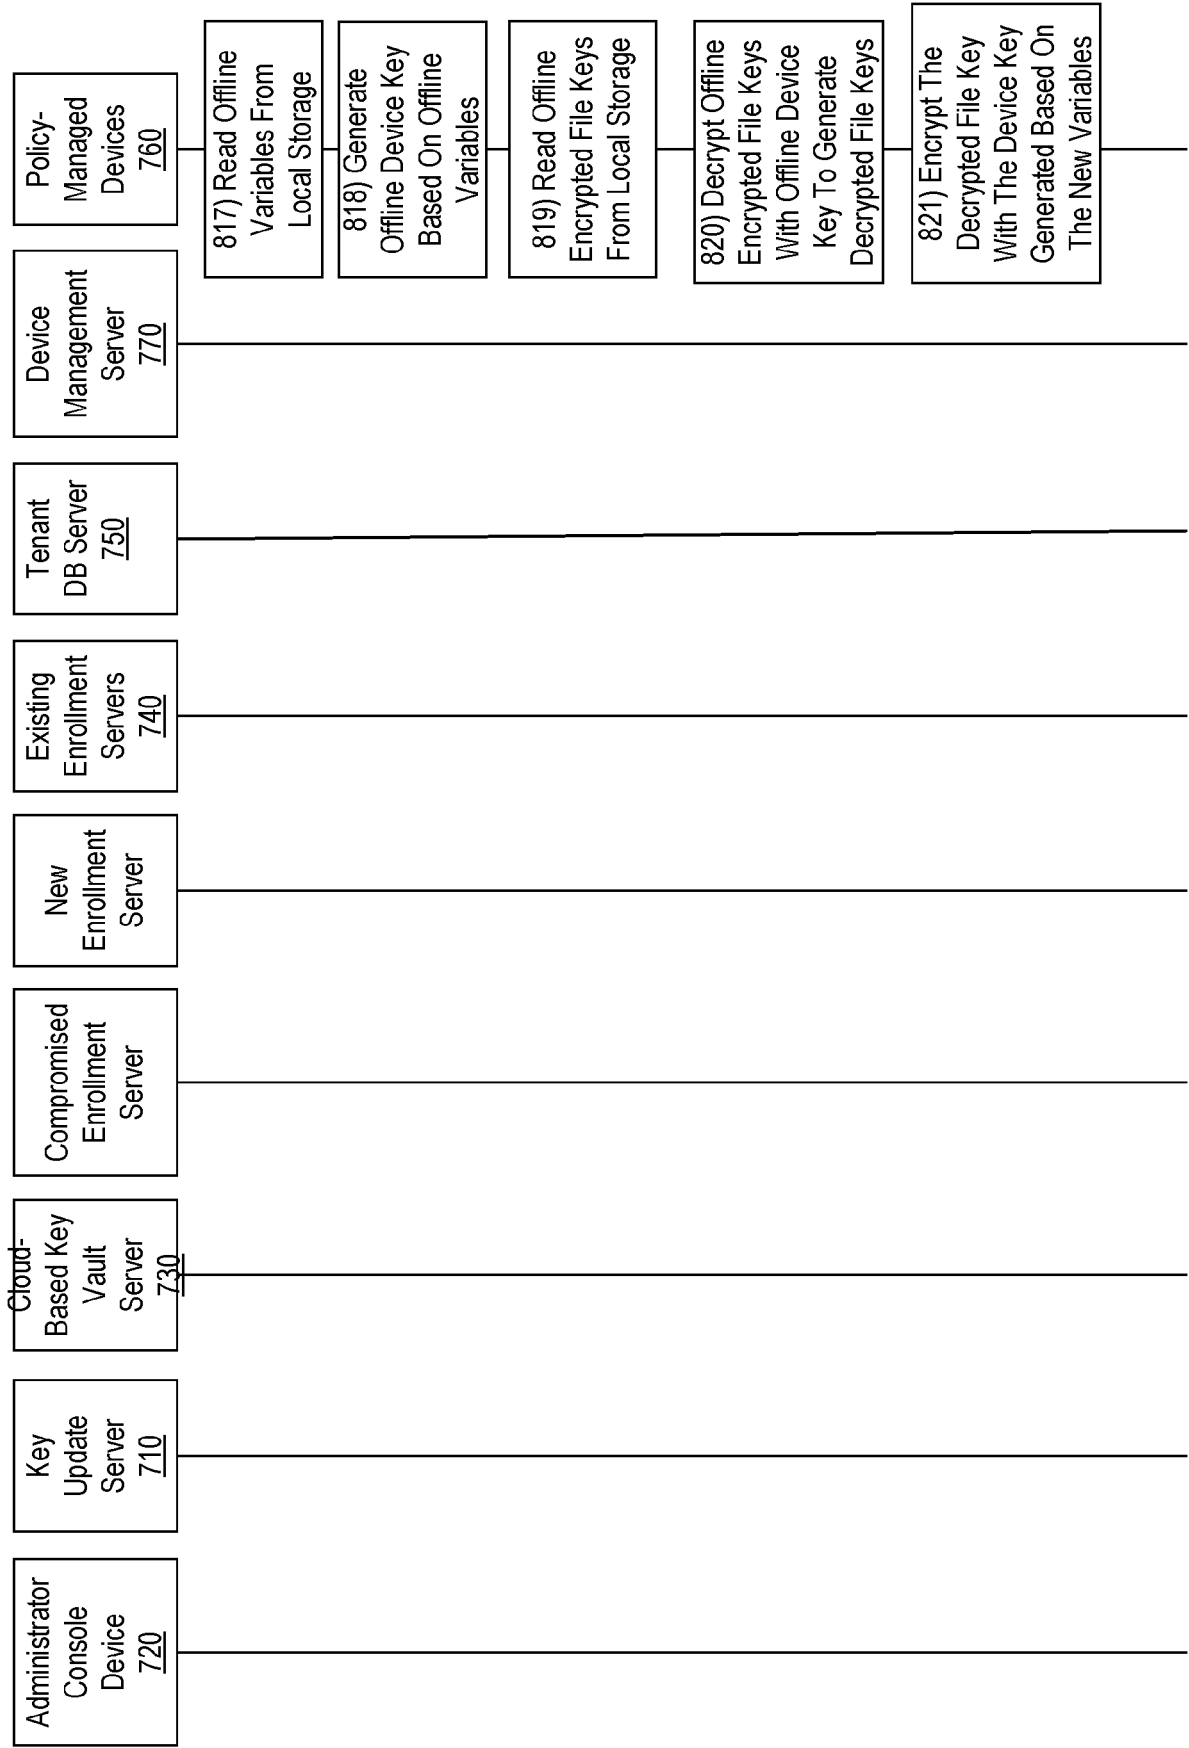 Administrator
Console
Device
720
Key
Update
Server
710
Cloud-
Based Key
Vault
Server
730
Compromised
Enrollment
Server
New
Enrollment
Server
Existing
Enrollment
Servers
740
Tenant
DB Server
750
Device
Management
Server
770
Policy-
Managed
Devices
760
817) Read Offline
Variables From
Local Storage
818) Generate
Offline Device Key
Based On Offline
Variables
819) Read Offline
Encrypted File Keys
From Local Storage
820) Decrypt Offline
Encrypted File Keys
With Offline Device
Key To Generate
Decrypted File Keys
821) Encrypt The
Decrypted File Key
With The Device Key
Generated Based On
The New Variables